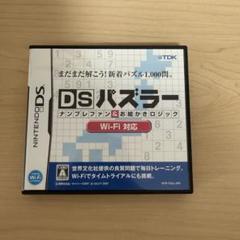 TDK
まだまだ解こう!新着パズル1,000問。
DSパズラー
ナンプレファン&お絵かきロジック
Wi-Fi 対応
NINTENDO DS
世界文化社提供の良質問題で毎日トレーニング。
Wi-Fiでタイムトライアルにも挑戦。
Wi-Fi